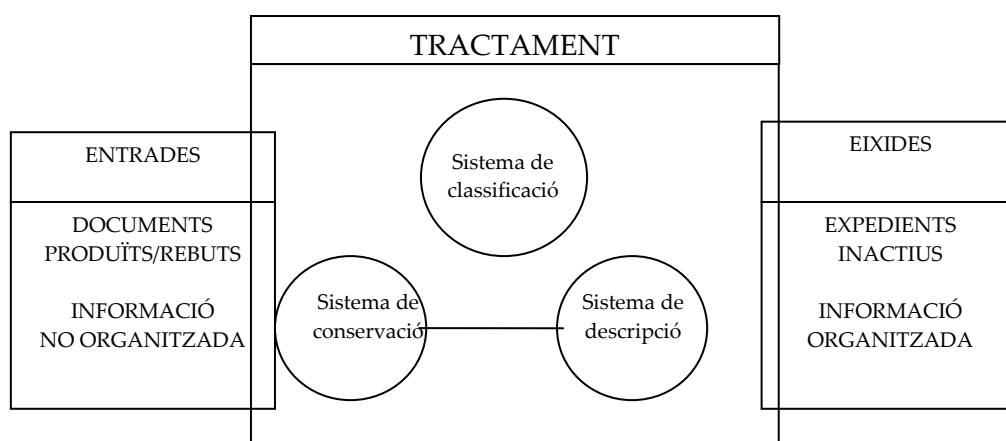 TRACTAMENT
ENTRADES
DOCUMENTS
PRODUÏTS/REBUTS
INFORMACIÓ
NO ORGANITZADA
Sistema de
classificació
Sistema de
conservació
Sistema de
descripció
EIXIDES
EXPEDIENTS
INACTIUS
INFORMACIÓ
ORGANITZADA